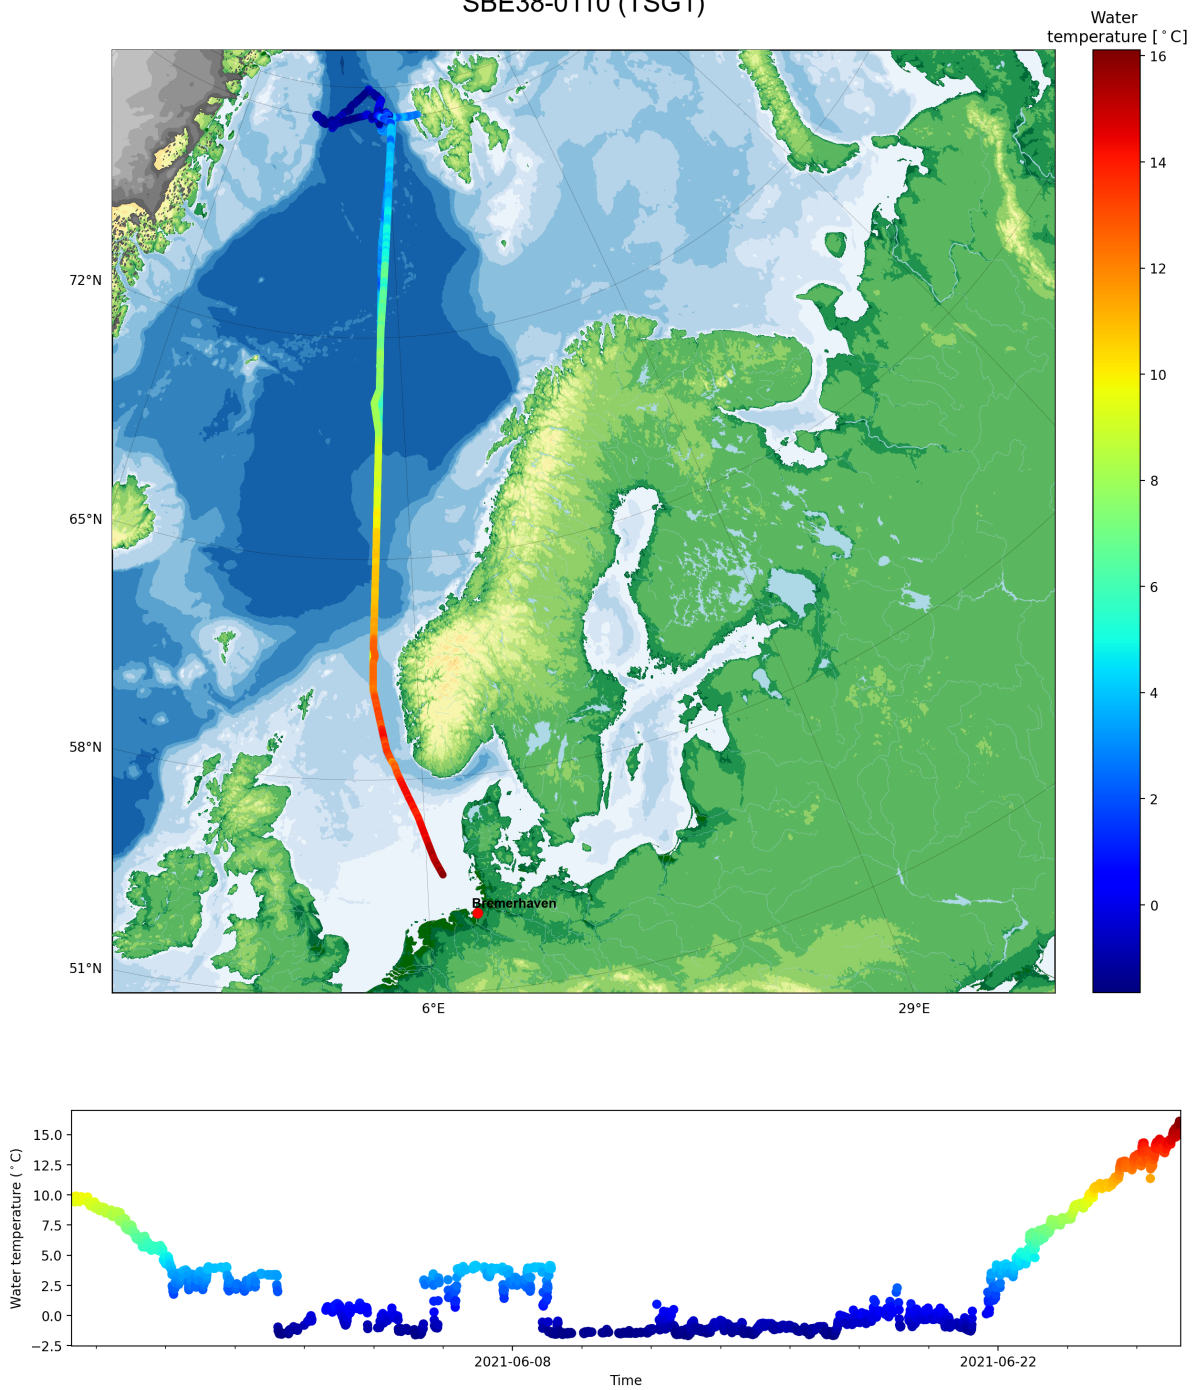 SBE38-0110 (TSG1)
Water
temperature [°C]
16
14
12
10
8
6
4
2
0
72°N
65°N
58°N
51°N
Bremerhaven
6°E
29°E
Water temperature (°C)
15.0
12.5
10.0
7.5
5.0
2.5
0.0
−2.5
2021-06-08
2021-06-22
Time